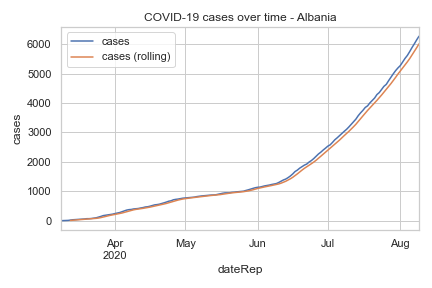 COVID-19 cases over time - Albania
cases
cases (rolling)
6000
5000
4000
3000
2000
1000
0
cases
Apr
2020
May
Jun
Jul
Aug
dateRep